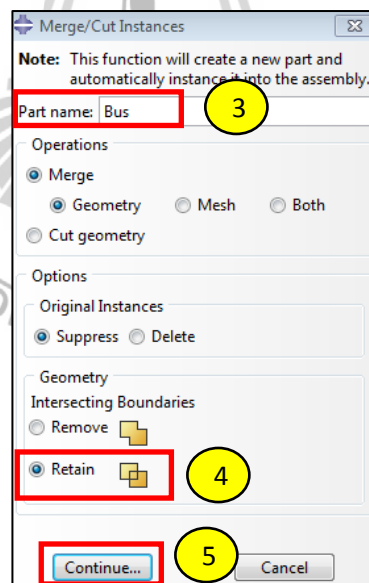 Merge/Cut Instances
Note: This function will create a new part and
automatically instance it into the assembly.
Part name: Bus
3
Operations
Merge
Geometry Mesh Both
Cut geometry
Options
Original Instances
Suppress Delete
Geometry
Intersecting Boundaries
Remove
Retain
4
5
Continue... Cancel